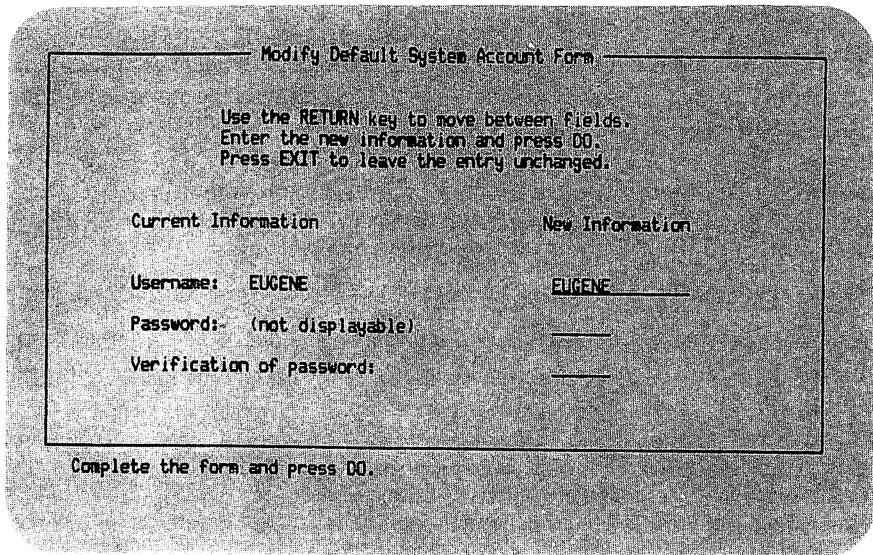 Modify Default System Account Form
Use the RETURN key to move between fields.
Enter the new information and press DO.
Press EXIT to leave the entry unchanged.
Current Information New Information
Username: EUGENE EUGENE
Password: (not displayable)
Verification of password:
Complete the form and press DO.